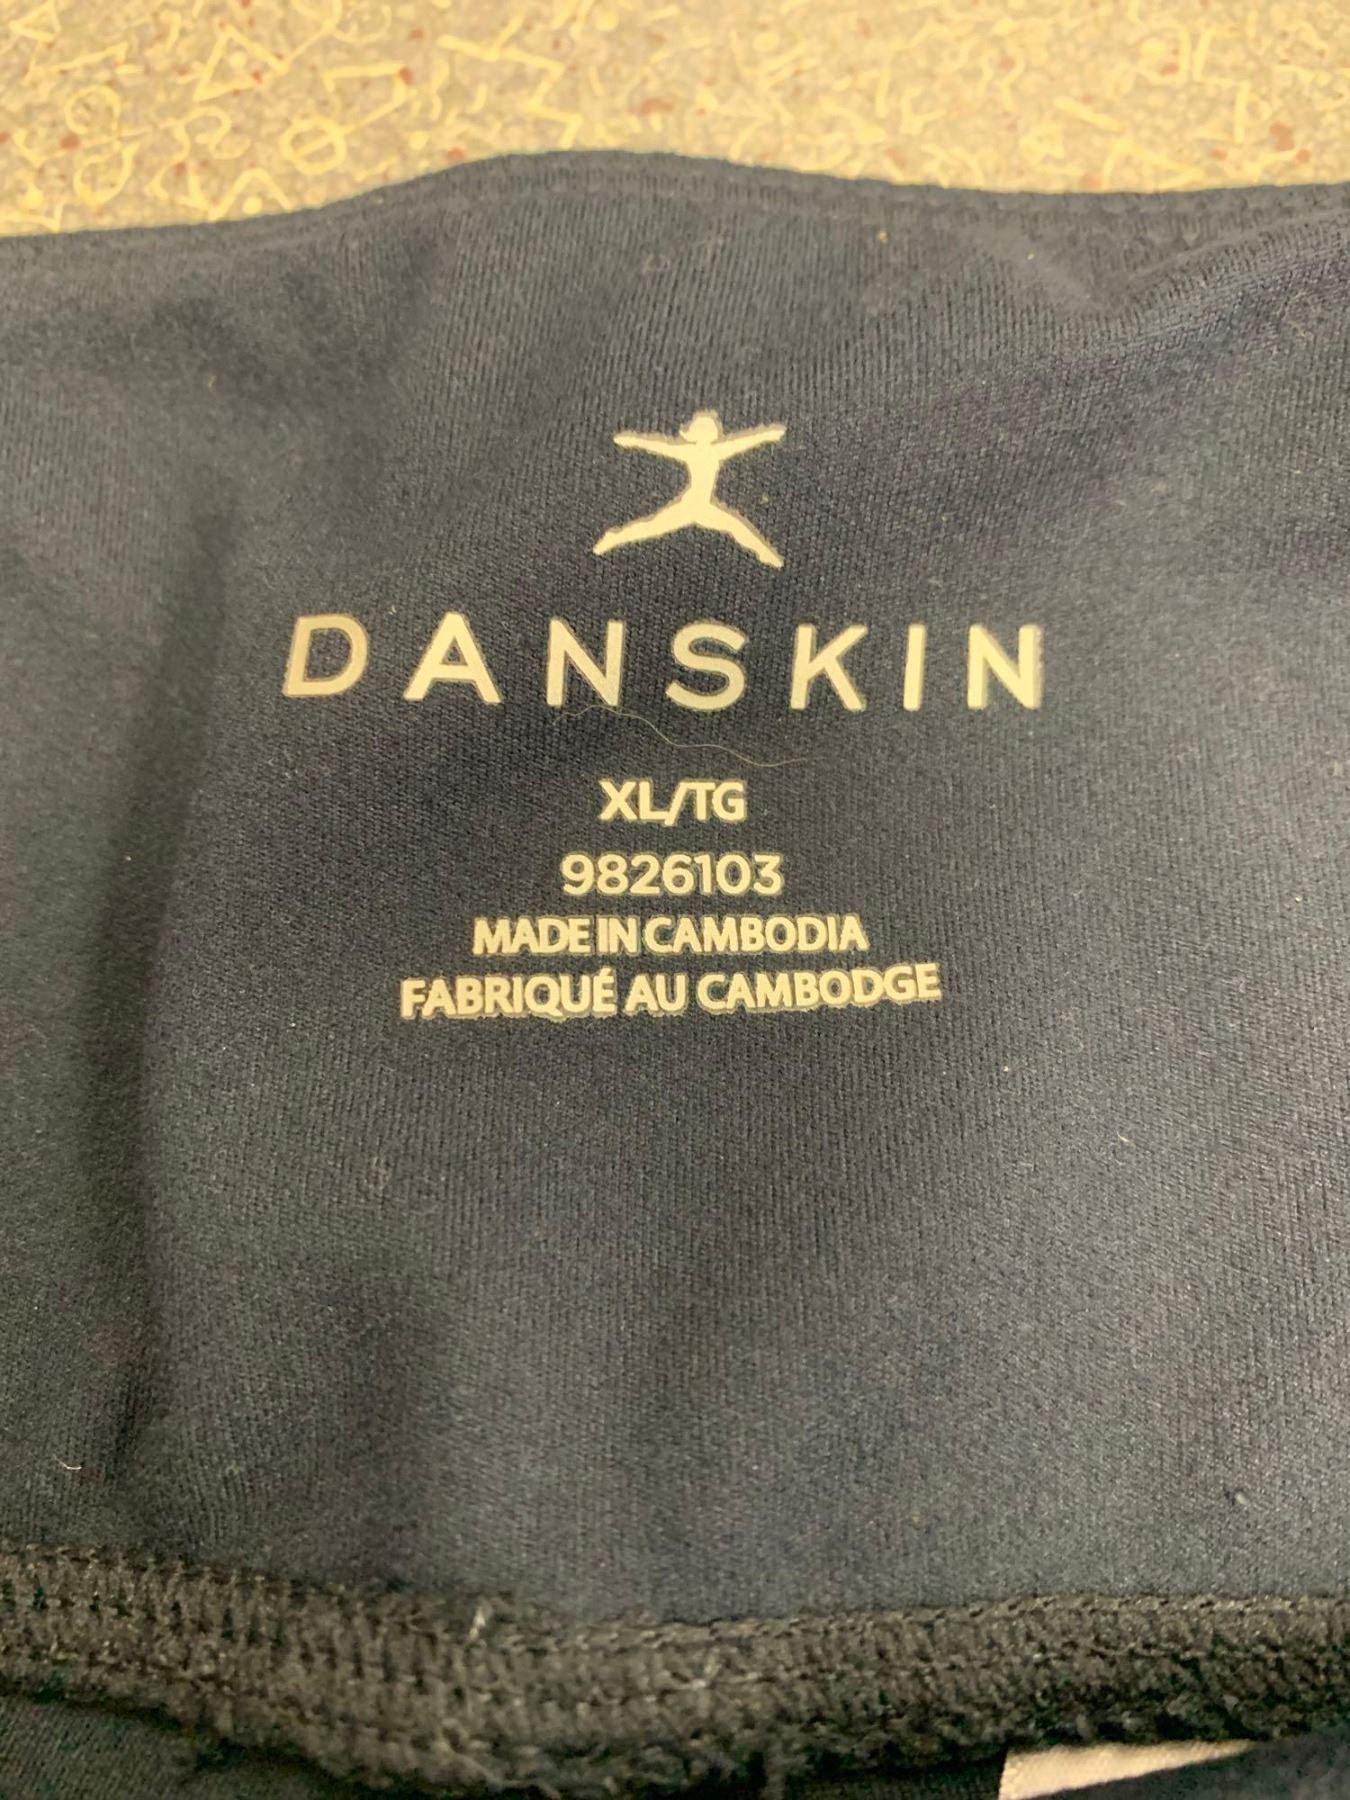 DANSKIN
XL/TG
9826103
MADE IN CAMBODIA
FABRIQUÉ AU CAMBODGE